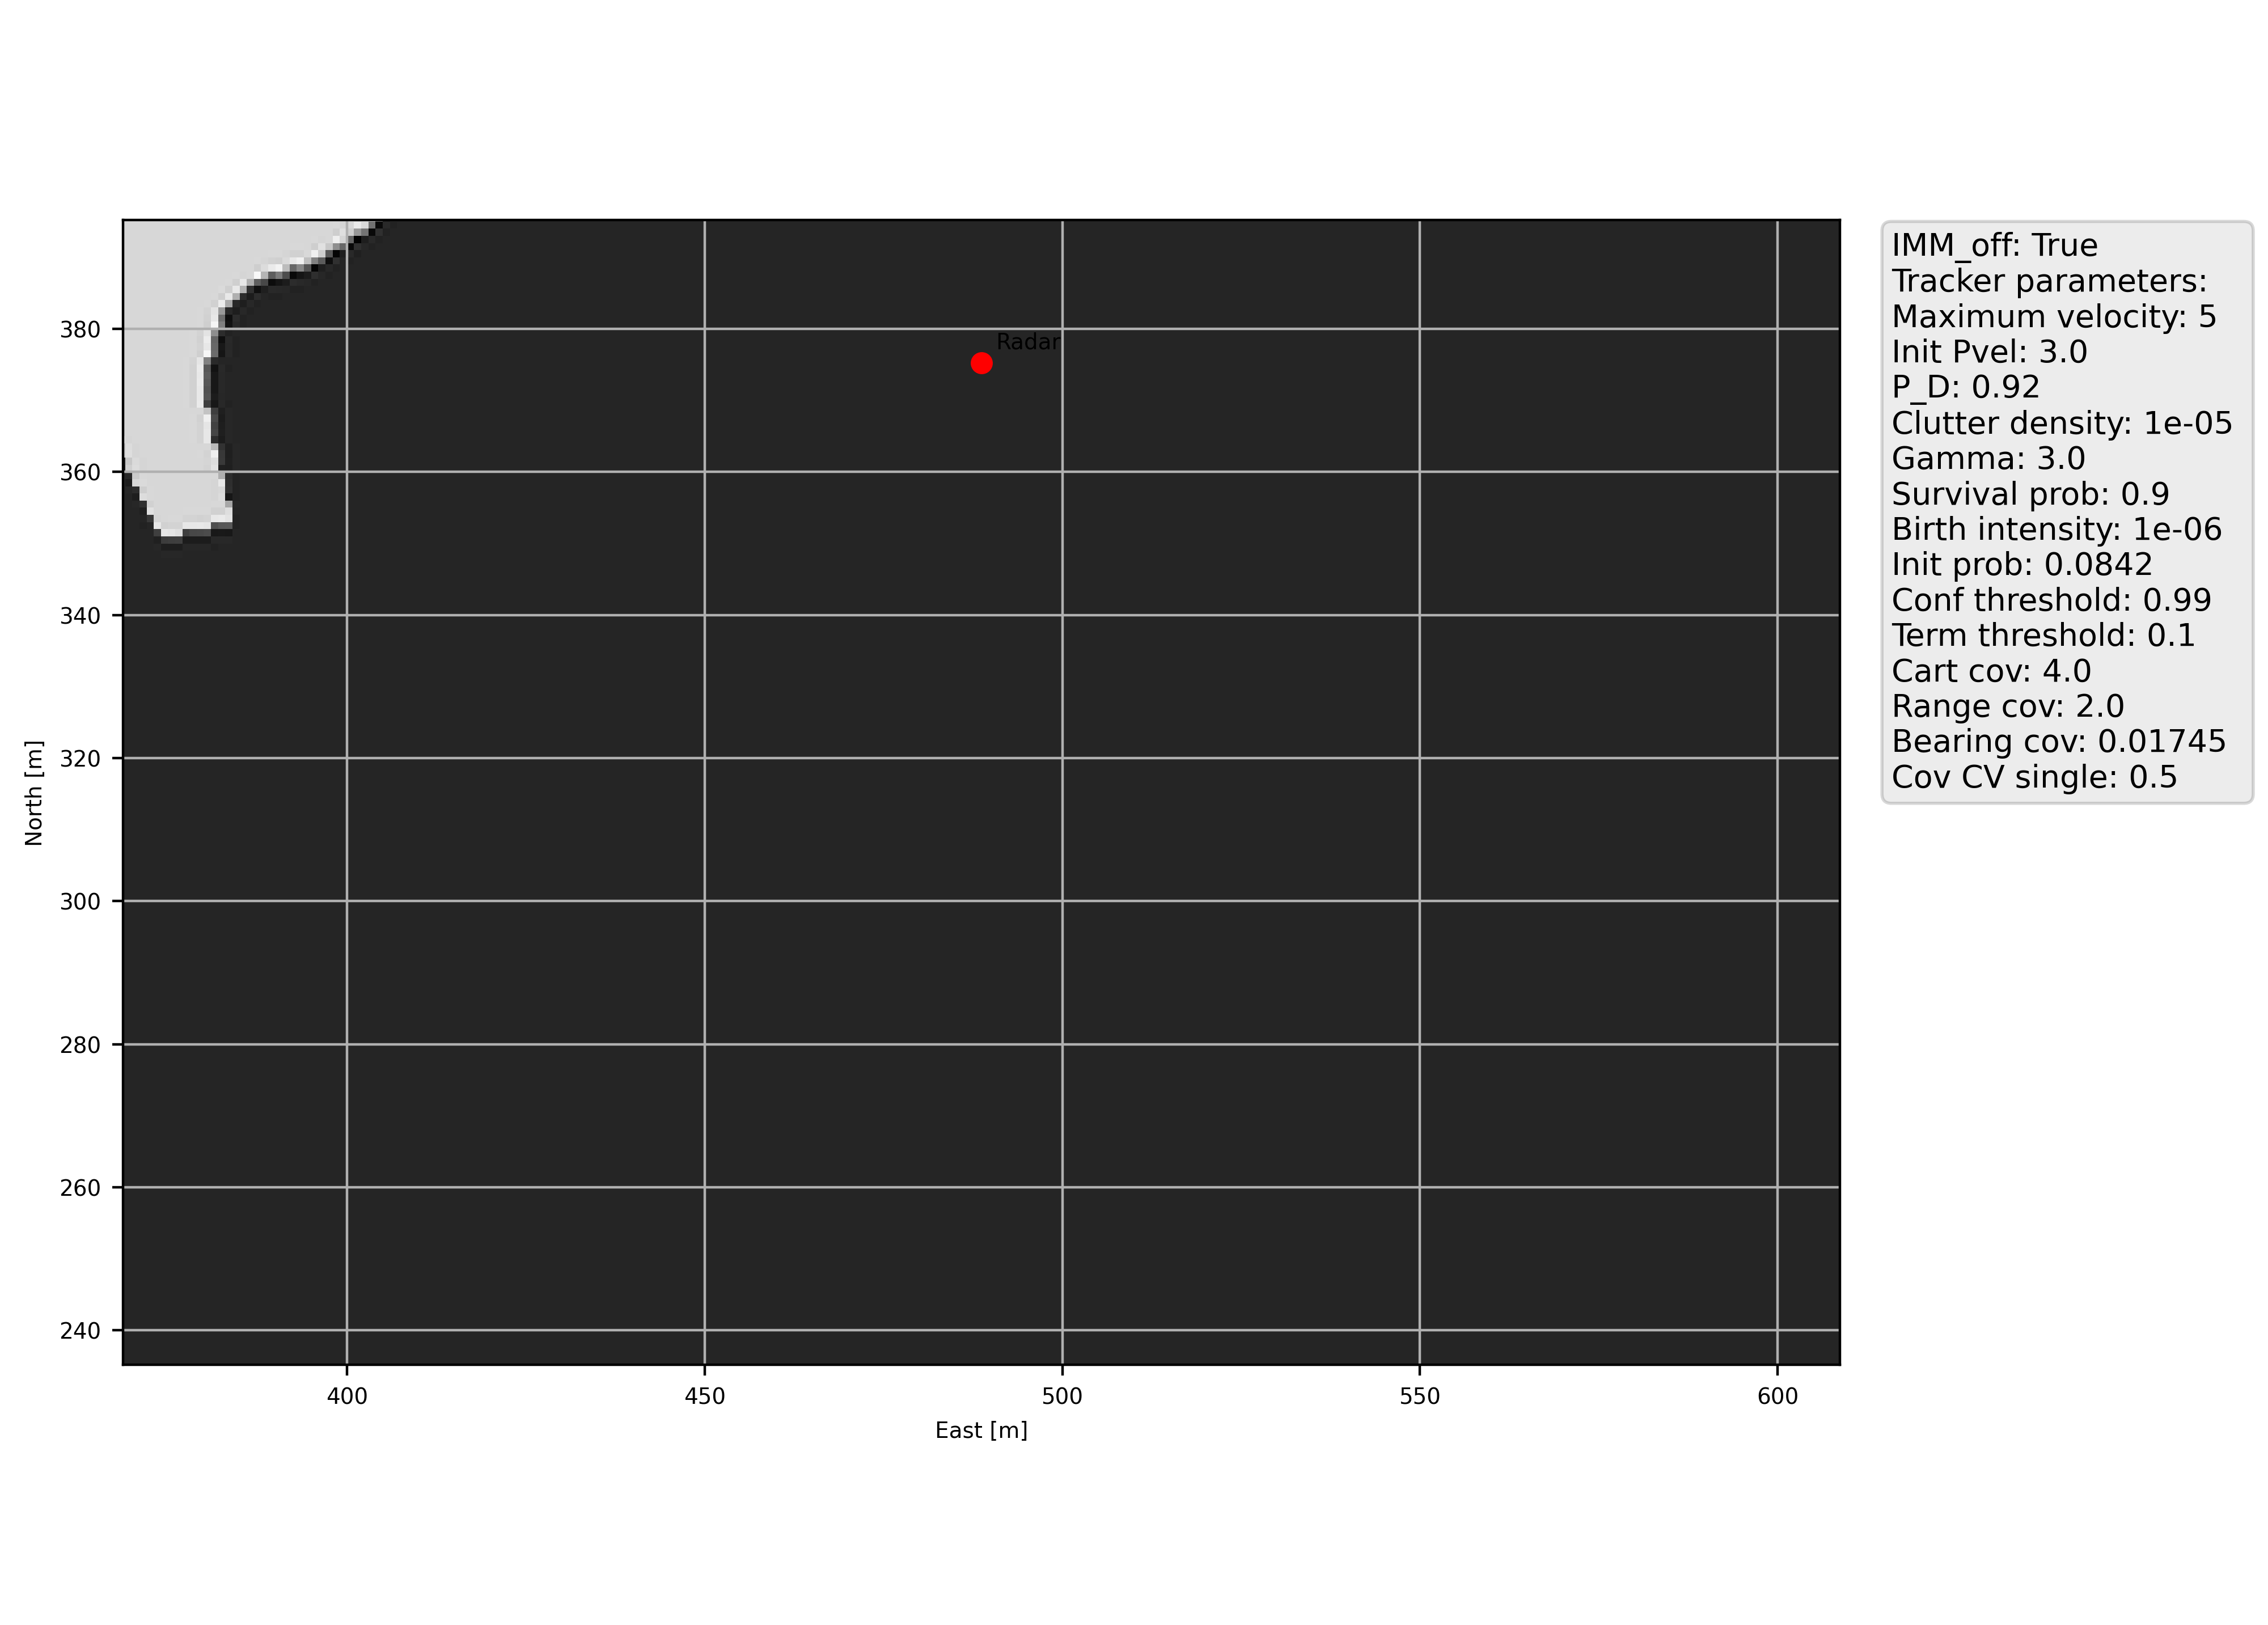 Radar
380
360
340
320
300
280
260
240
North [m]
400 450 500 550 600
East [m]
IMM_off: True
Tracker parameters:
Maximum velocity: 5
Init Pvel: 3.0
P_D: 0.92
Clutter density: 1e-05
Gamma: 3.0
Survival prob: 0.9
Birth intensity: 1e-06
Init prob: 0.0842
Conf threshold: 0.99
Term threshold: 0.1
Cart cov: 4.0
Range cov: 2.0
Bearing cov: 0.01745
Cov CV single: 0.5